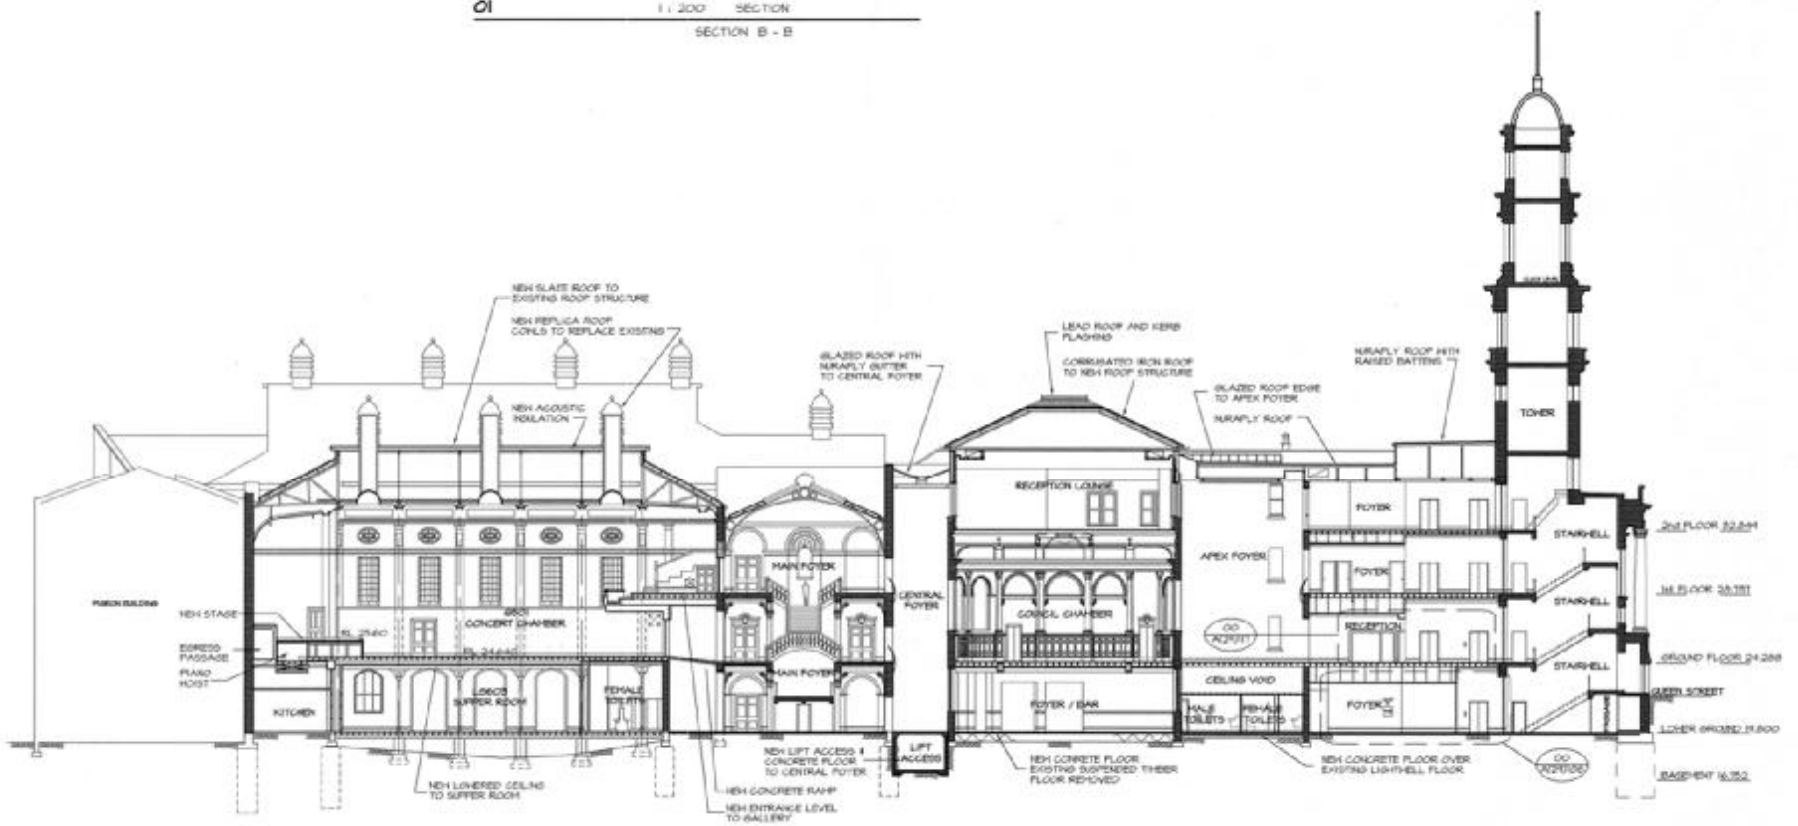 01
1 : 200 SECTION
SECTION B - B
NEW SLATE ROOF TO
EXISTING ROOF STRUCTURE
NEW REPLICA ROOF
COWLS TO REPLACE EXISTING
NEW ACOUSTIC
INSULATION
GLAZED ROOF WITH
NURAPLY GUTTER
TO CENTRAL FOYER
LEAD ROOF AND KERB
FLASHING
CORRUGATED IRON ROOF
TO NEW ROOF STRUCTURE
GLAZED ROOF EDGE
TO APEX FOYER
NURAPLY ROOF
NURAPLY ROOF WITH
RAISED BATTENS
TOWER
RECEPTION LOUNGE
FOYER
STAIRWELL
2nd FLOOR 32.844
MAIN FOYER
APEX FOYER
FOYER
CENTRAL
FOYER
COUNCIL CHAMBER
STAIRWELL
1st FLOOR
NEW STAGE
CONCERT CHAMBER
RECEPTION
EGRESS
PASSAGE
PIANO
HOIST
MAIN FOYER
CEILING VOID
STAIRWELL
GROUND FLOOR 24.288
QUEEN STREET
KITCHEN
SUPPER ROOM
FEMALE
TOILETS
FOYER / BAR
MALE
TOILETS
FEMALE
TOILETS
FOYER
LOWER GROUND 19.800
LIFT
ACCESS
NEW LIFT ACCESS &
CONCRETE FLOOR
TO CENTRAL FOYER
NEW CONRETE FLOOR
EXISTING SUSPENDED TIMBER
FLOOR REMOVED
NEW CONCRETE FLOOR OVER
EXISTING LIGHTWELL FLOOR
BASEMENT
NEW LOWERED CEILING
TO SUPPER ROOM
NEW CONCRETE RAMP
NEW ENTRANCE LEVEL
TO GALLERY